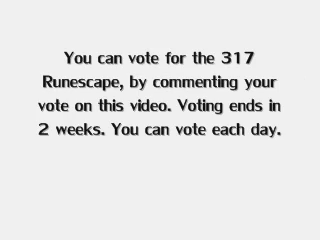 You can vote for the 317
Runescape, by commenting your
vote on this video. Voting ends in
2 weeks. You can vote each day.